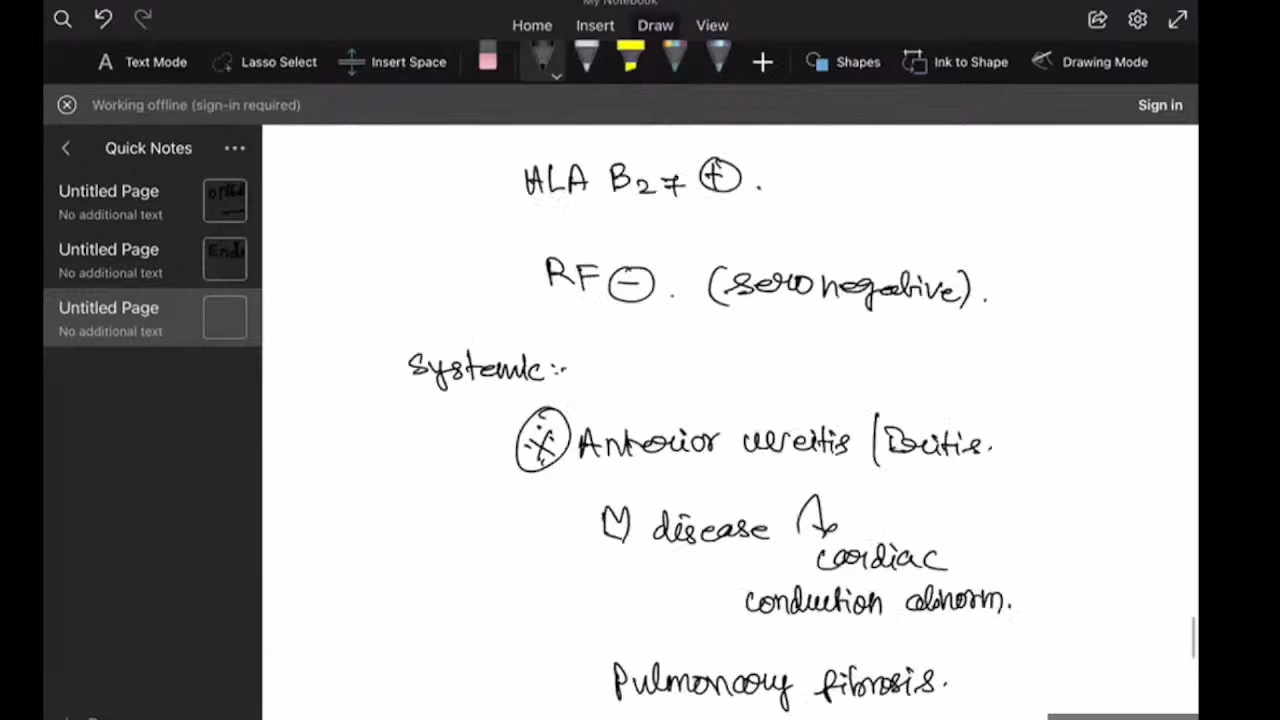 My Notebook
Home Insert Draw View
Text Mode Lasso Select Insert Space + Shapes Ink to Shape Drawing Mode
Working offline (sign-in required) Sign in
Quick Notes ...
Untitled Page
No additional text
Untitled Page
No additional text
Untitled Page
No additional text
HLA B27 ⊕.
RF ⊖. (seronegative).
Systemic :-
Anterior uveitis / Iritis.
disease
cardiac
conduction abnorm.
Pulmonary fibrosis.